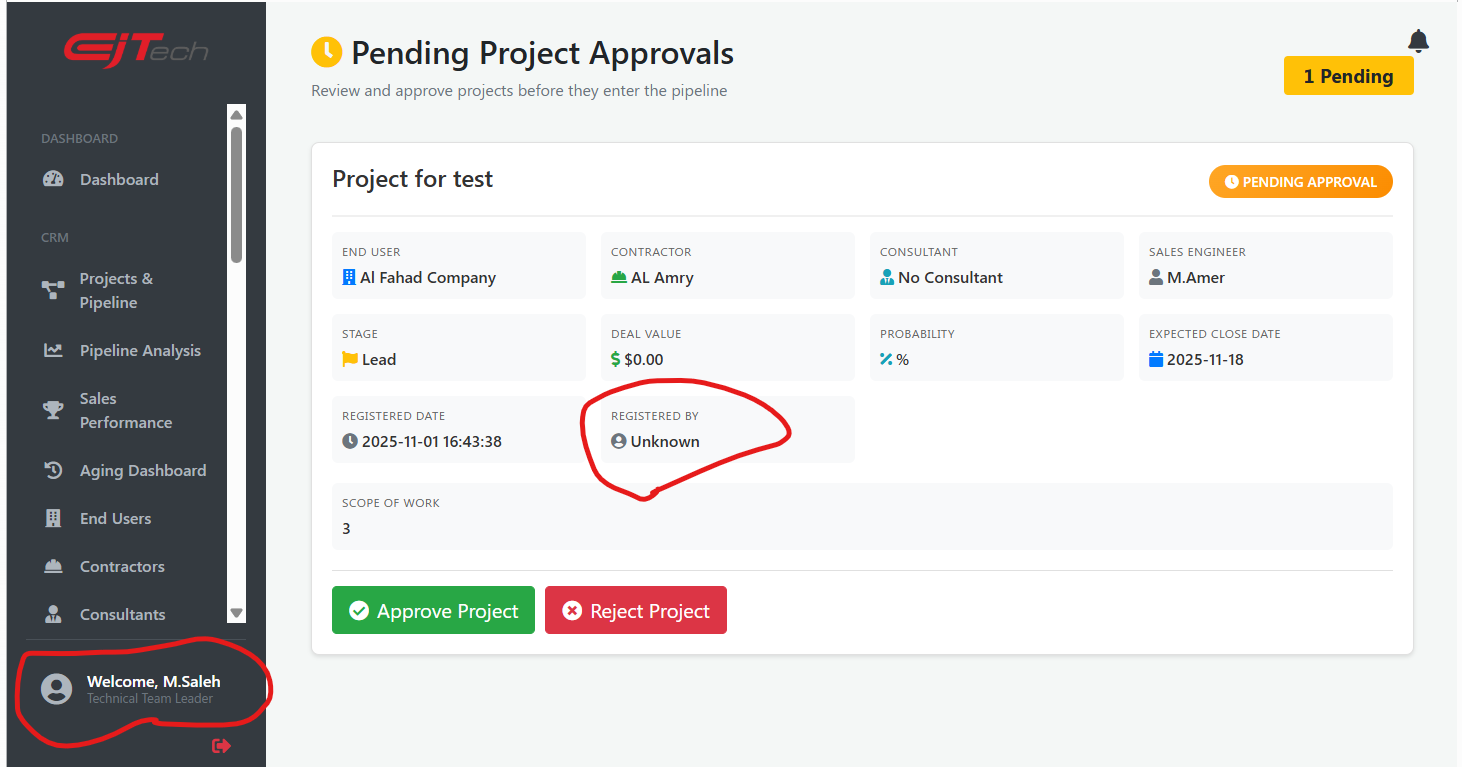 EJTech
Pending Project Approvals
1 Pending
Review and approve projects before they enter the pipeline
DASHBOARD
Dashboard
CRM
Projects &
Pipeline
Pipeline Analysis
Sales
Performance
Aging Dashboard
End Users
Contractors
Consultants
Welcome, M.Saleh
Technical Team Leader
Project for test
PENDING APPROVAL
END USER
Al Fahad Company
CONTRACTOR
AL Amry
CONSULTANT
No Consultant
SALES ENGINEER
M.Amer
STAGE
Lead
DEAL VALUE
$ $0.00
PROBABILITY
% %
EXPECTED CLOSE DATE
2025-11-18
REGISTERED DATE
2025-11-01 16:43:38
REGISTERED BY
Unknown
SCOPE OF WORK
3
Approve Project
Reject Project